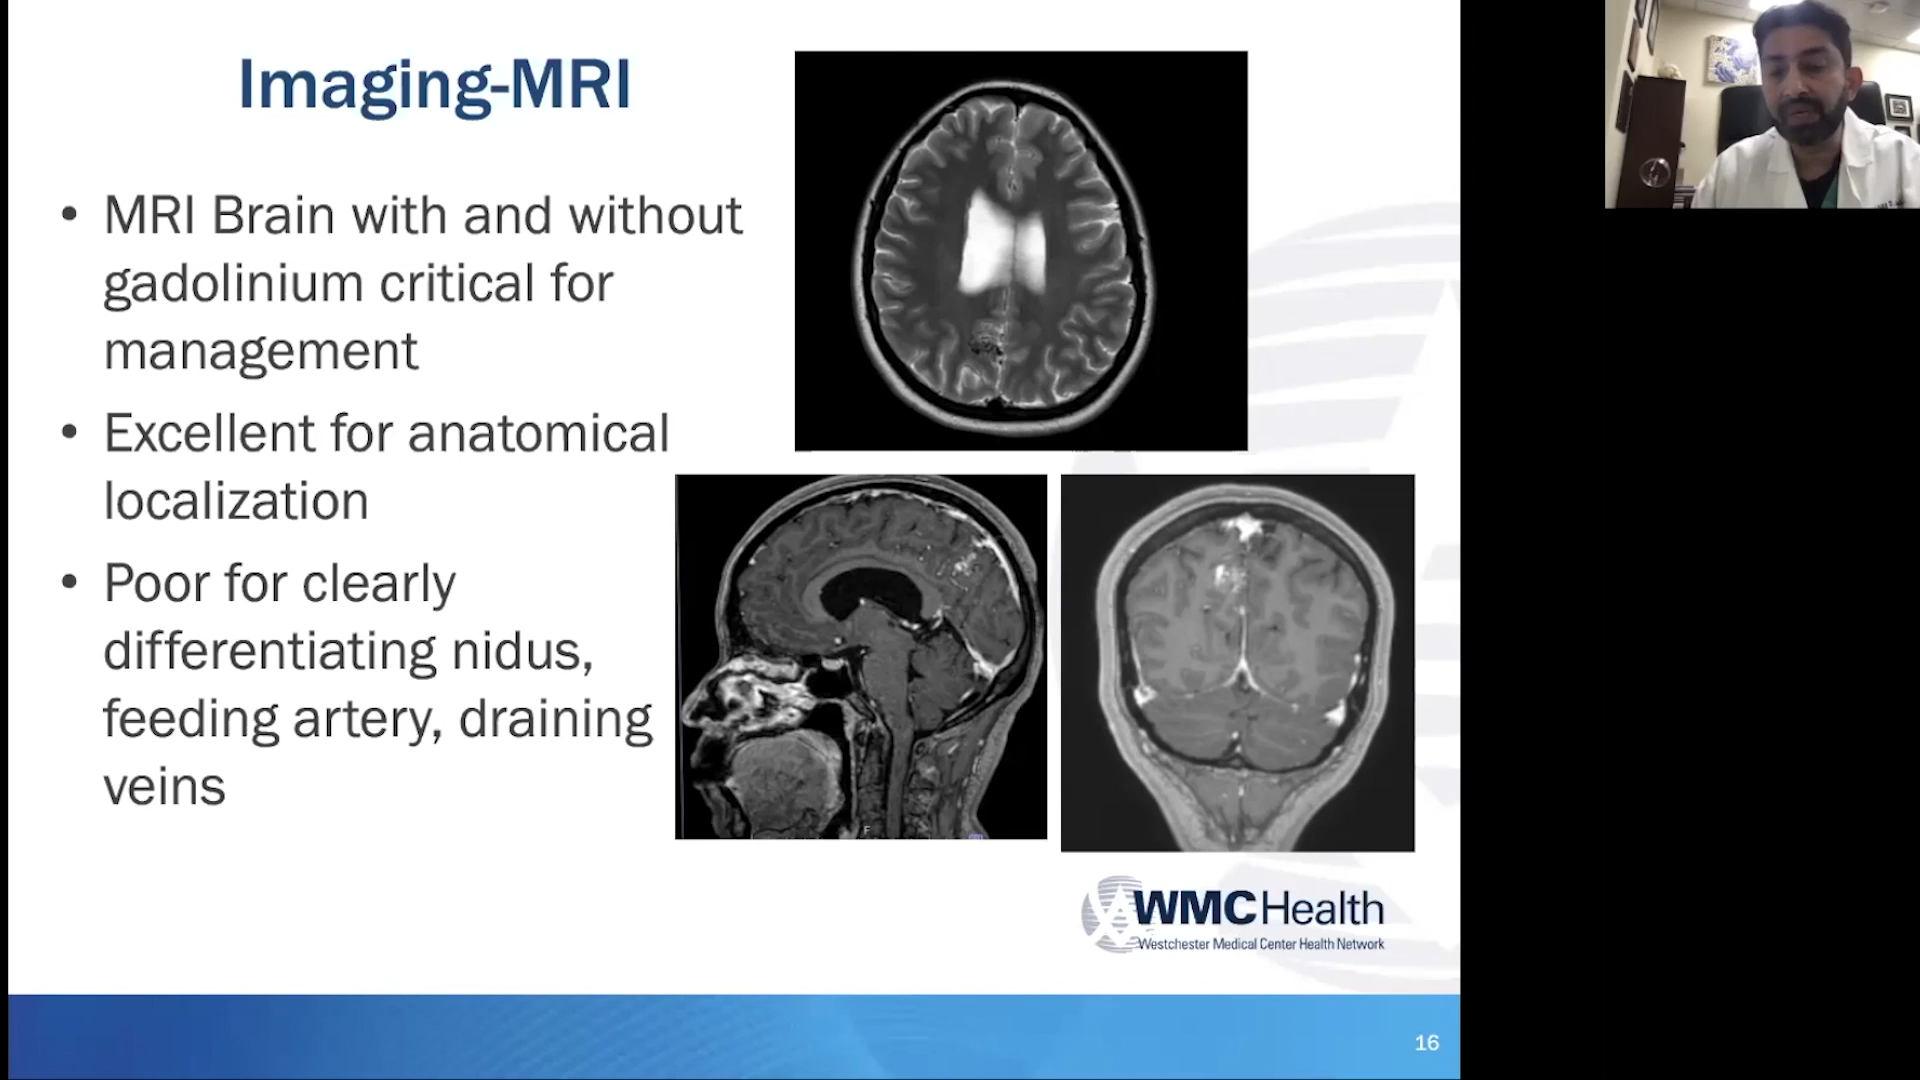 Imaging-MRI
• MRI Brain with and without
gadolinium critical for
management
• Excellent for anatomical
localization
• Poor for clearly
differentiating nidus,
feeding artery, draining
veins
F
WMCHealth
Westchester Medical Center Health Network
16